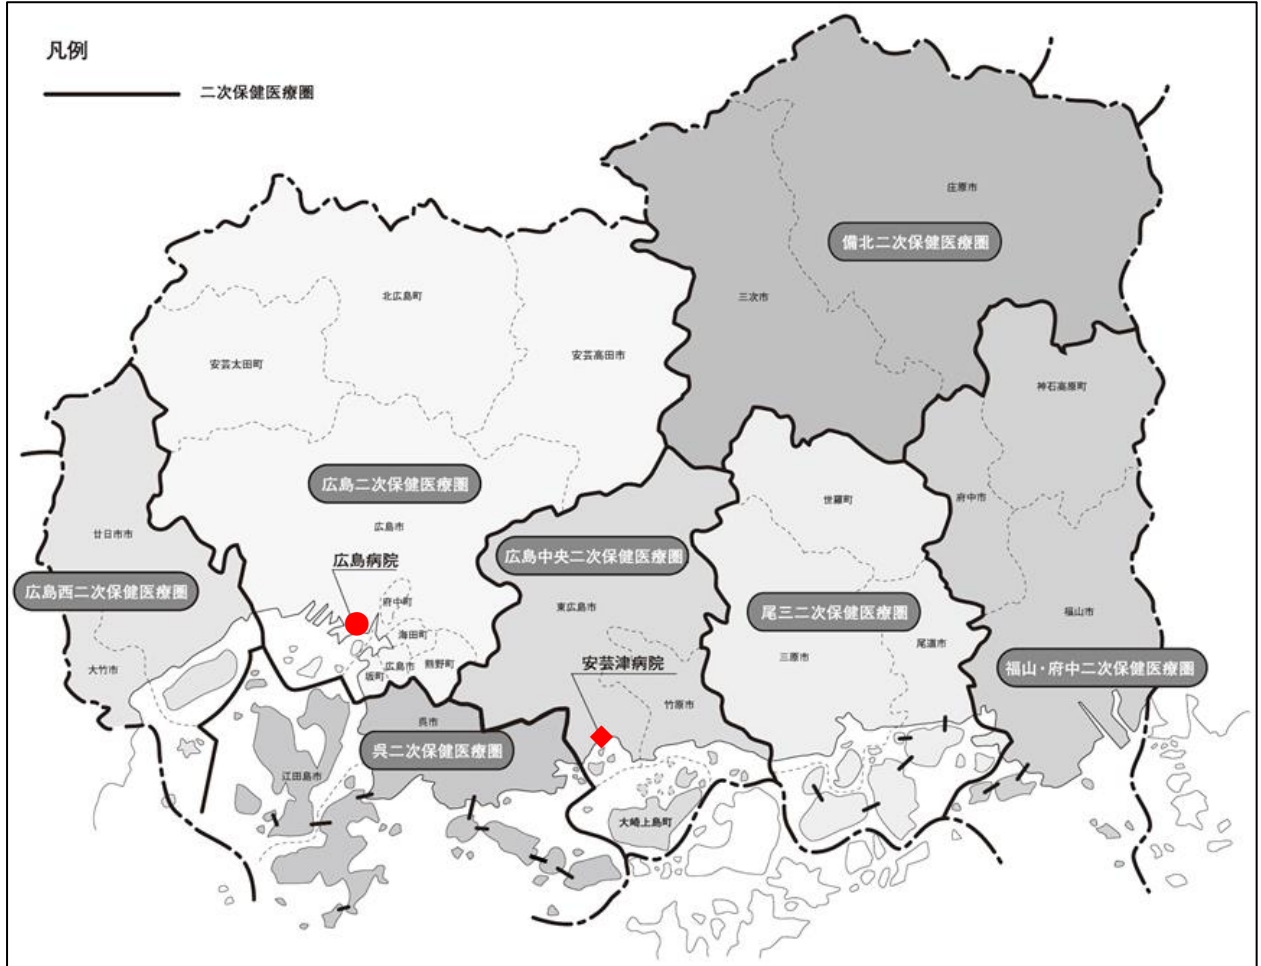 凡例
二次保健医療圏
庄原市
備北二次保健医療圏
三次市
北広島町
安芸高田市
安芸太田町
神石高原町
広島二次保健医療圏
世羅町
府中市
広島市
廿日市市
広島病院
広島中央二次保健医療圏
広島西二次保健医療圏
府中町
東広島市
尾三二次保健医療圏
福山市
海田町
尾道市
広島市
熊野町
安芸津病院
三原市
福山・府中二次保健医療圏
大竹市
坂町
竹原市
呉市
呉二次保健医療圏
江田島市
大崎上島町